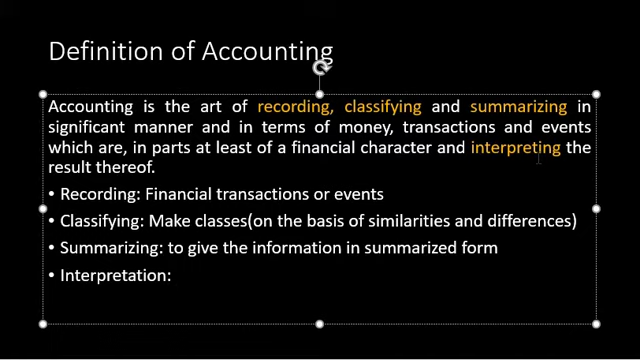 Definition of Accounting
Accounting is the art of recording, classifying and summarizing in
significant manner and in terms of money, transactions and events
which are, in parts at least of a financial character and interpreting the
result thereof.
• Recording: Financial transactions or events
• Classifying: Make classes(on the basis of similarities and differences)
• Summarizing: to give the information in summarized form
• Interpretation: